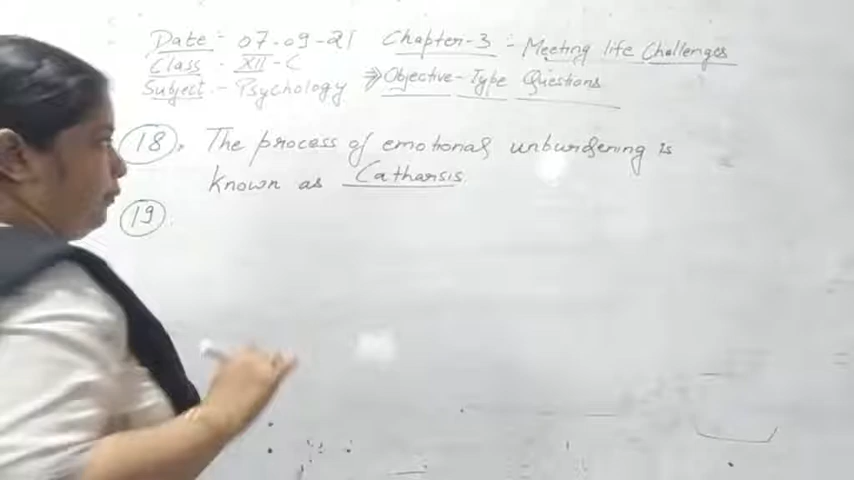 Date :- 07-09-21 Chapter-3 :- Meeting life Challenges
Class - XII-C
Subject :- Psychology ⇒ Objective-Type Questions
18. The process of emotional unburdening is
known as Catharsis.
19.